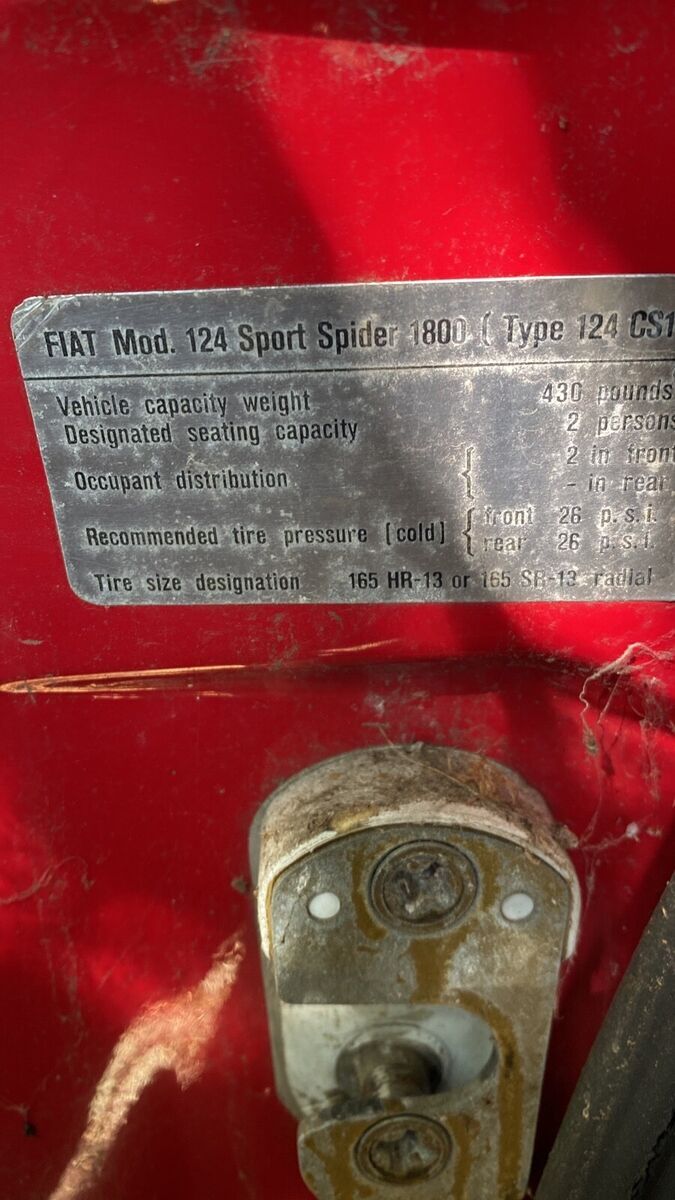 FIAT Mod. 124 Sport Spider 1800 ( Type 124 CS1
Vehicle capacity weight 430 pounds
Designated seating capacity 2 persons
Occupant distribution { 2 in front
- in rear
Recommended tire pressure [cold] { front 26 p.s.i.
rear 26 p.s.i.
Tire size designation 165 HR-13 or 165 SR-13 radial